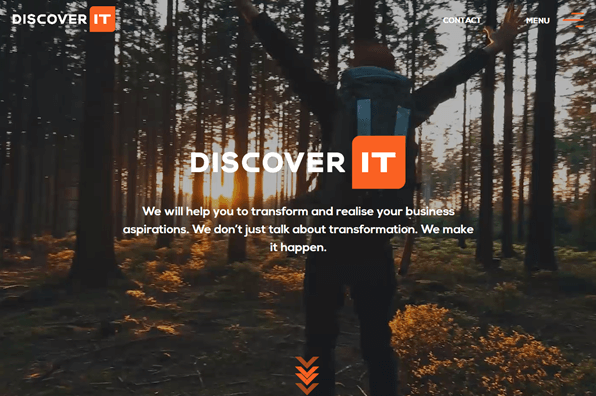 DISCOVER IT
CONTACT
MENU
DISCOVER IT
We will help you to transform and realise your business
aspirations. We don't just talk about transformation. We make
it happen.